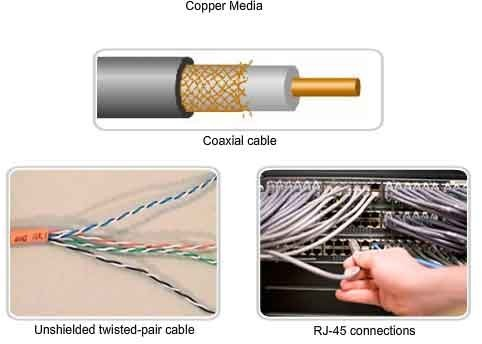 Copper Media
Coaxial cable
Unshielded twisted-pair cable
RJ-45 connections